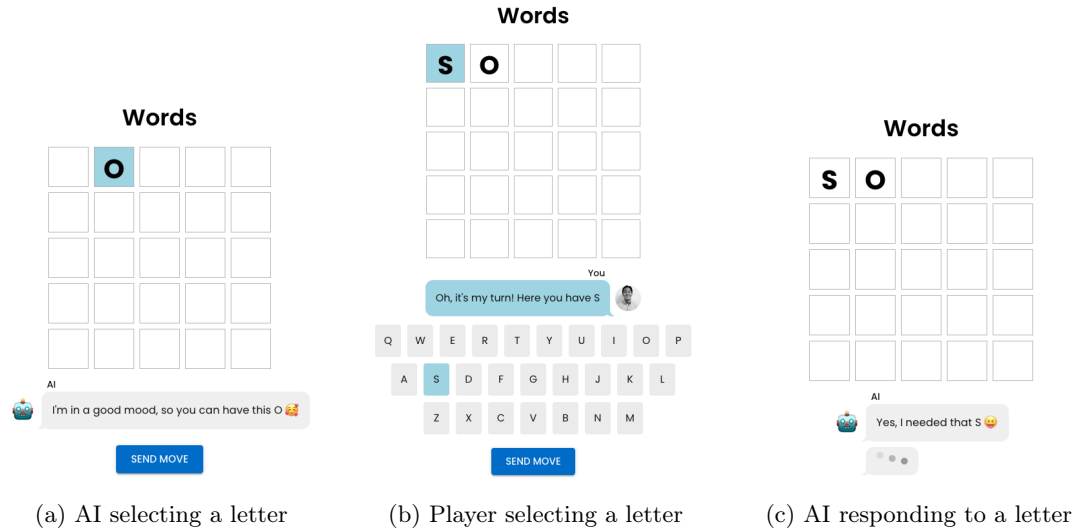 Words
O
AI
I'm in a good mood, so you can have this O 🥰
SEND MOVE
(a) AI selecting a letter
Words
S O
You
Oh, it's my turn! Here you have S
Q W E R T Y U I O P
A S D F G H J K L
Z X C V B N M
SEND MOVE
(b) Player selecting a letter
Words
S O
AI
Yes, I needed that S 😛
(c) AI responding to a letter